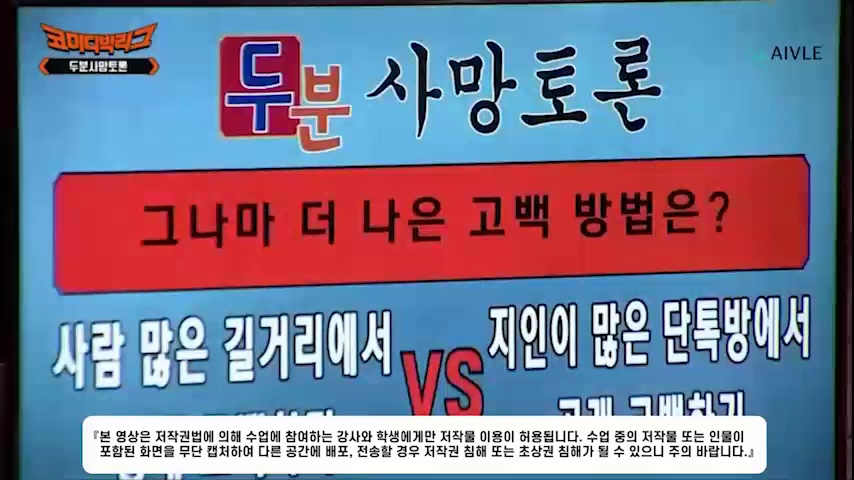 코미디빅리그
두분사망토론
AIVLE
두분 사망토론
그나마 더 나은 고백 방법은?
사람 많은 길거리에서
VS
지인이 많은 단톡방에서
공개 고백하기
『본 영상은 저작권법에 의해 수업에 참여하는 강사와 학생에게만 저작물 이용이 허용됩니다. 수업 중의 저작물 또는 인물이
포함된 화면을 무단 캡처하여 다른 공간에 배포, 전송할 경우 저작권 침해 또는 초상권 침해가 될 수 있으니 주의 바랍니다.』